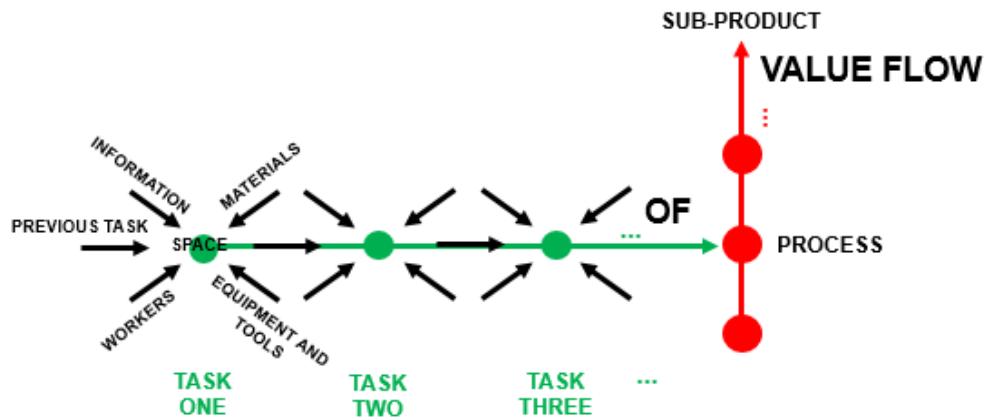 SUB-PRODUCT
VALUE FLOW
...
INFORMATION
MATERIALS
PREVIOUS TASK
SPACE
... OF
PROCESS
WORKERS
EQUIPMENT AND
TOOLS
TASK
ONE
TASK
TWO
TASK
THREE
...